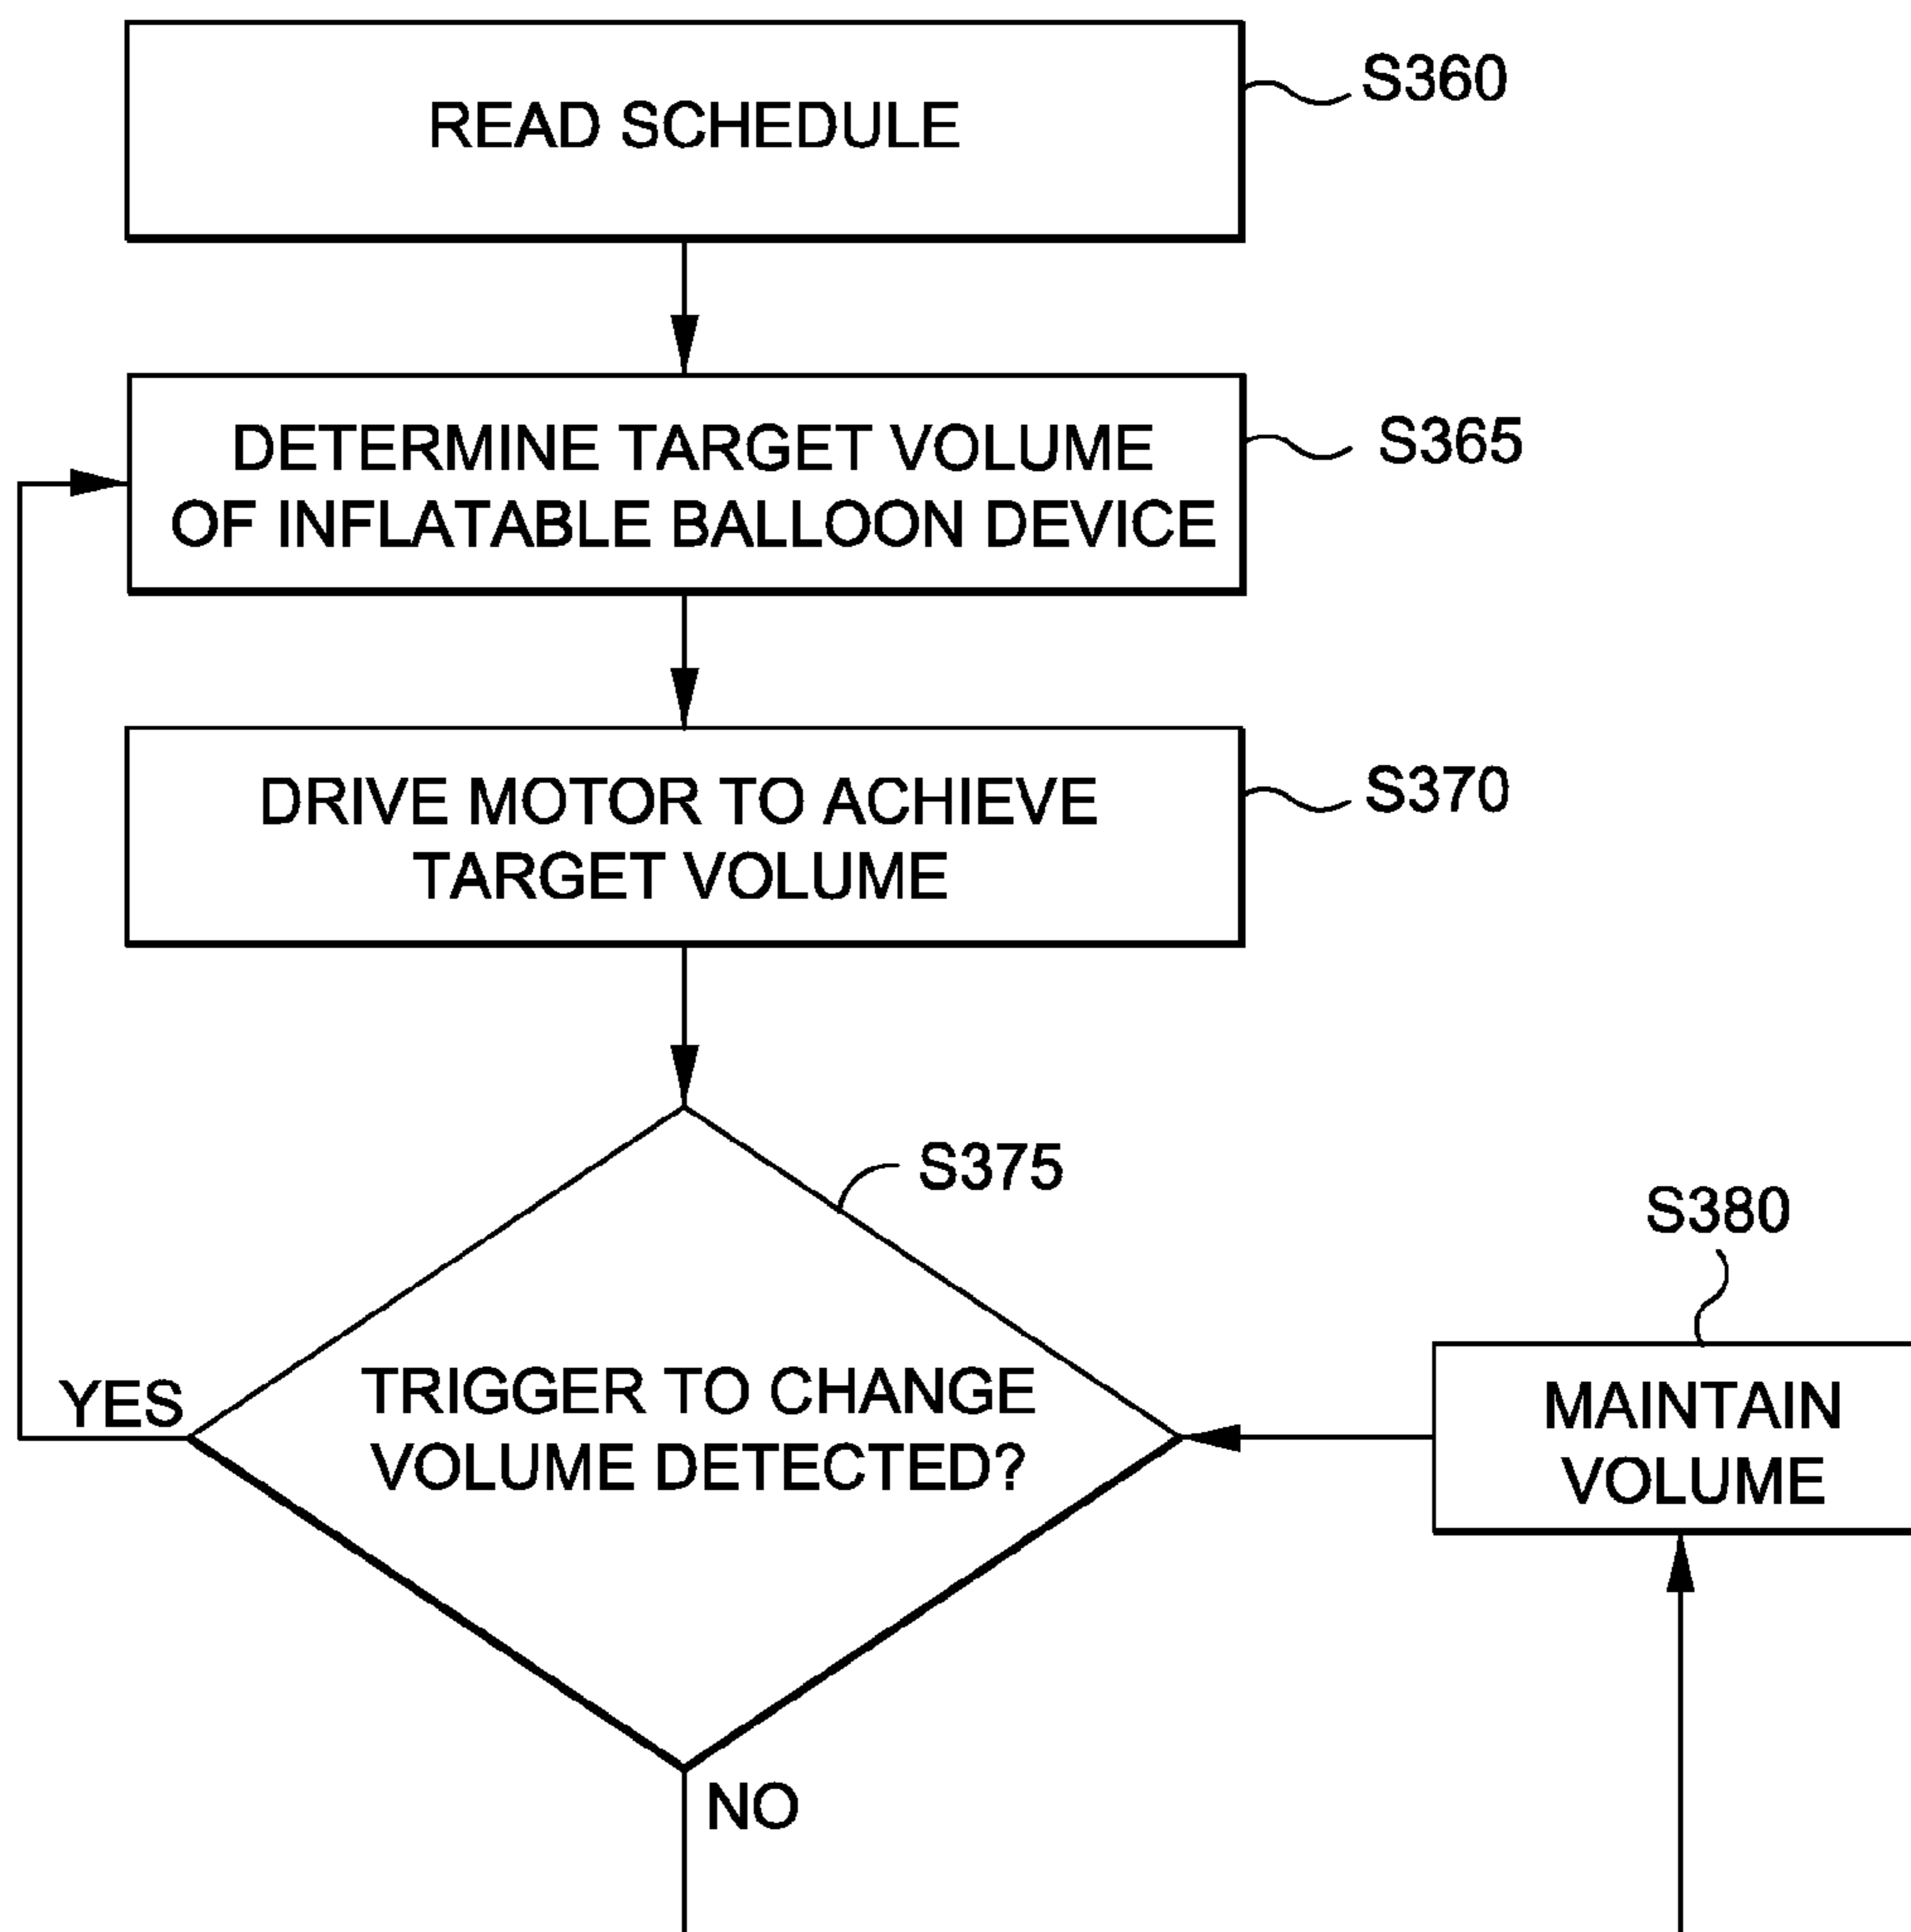 READ SCHEDULE
S360
DETERMINE TARGET VOLUME
OF INFLATABLE BALLOON DEVICE
S365
DRIVE MOTOR TO ACHIEVE
TARGET VOLUME
S370
S375
TRIGGER TO CHANGE
VOLUME DETECTED?
YES
NO
S380
MAINTAIN
VOLUME